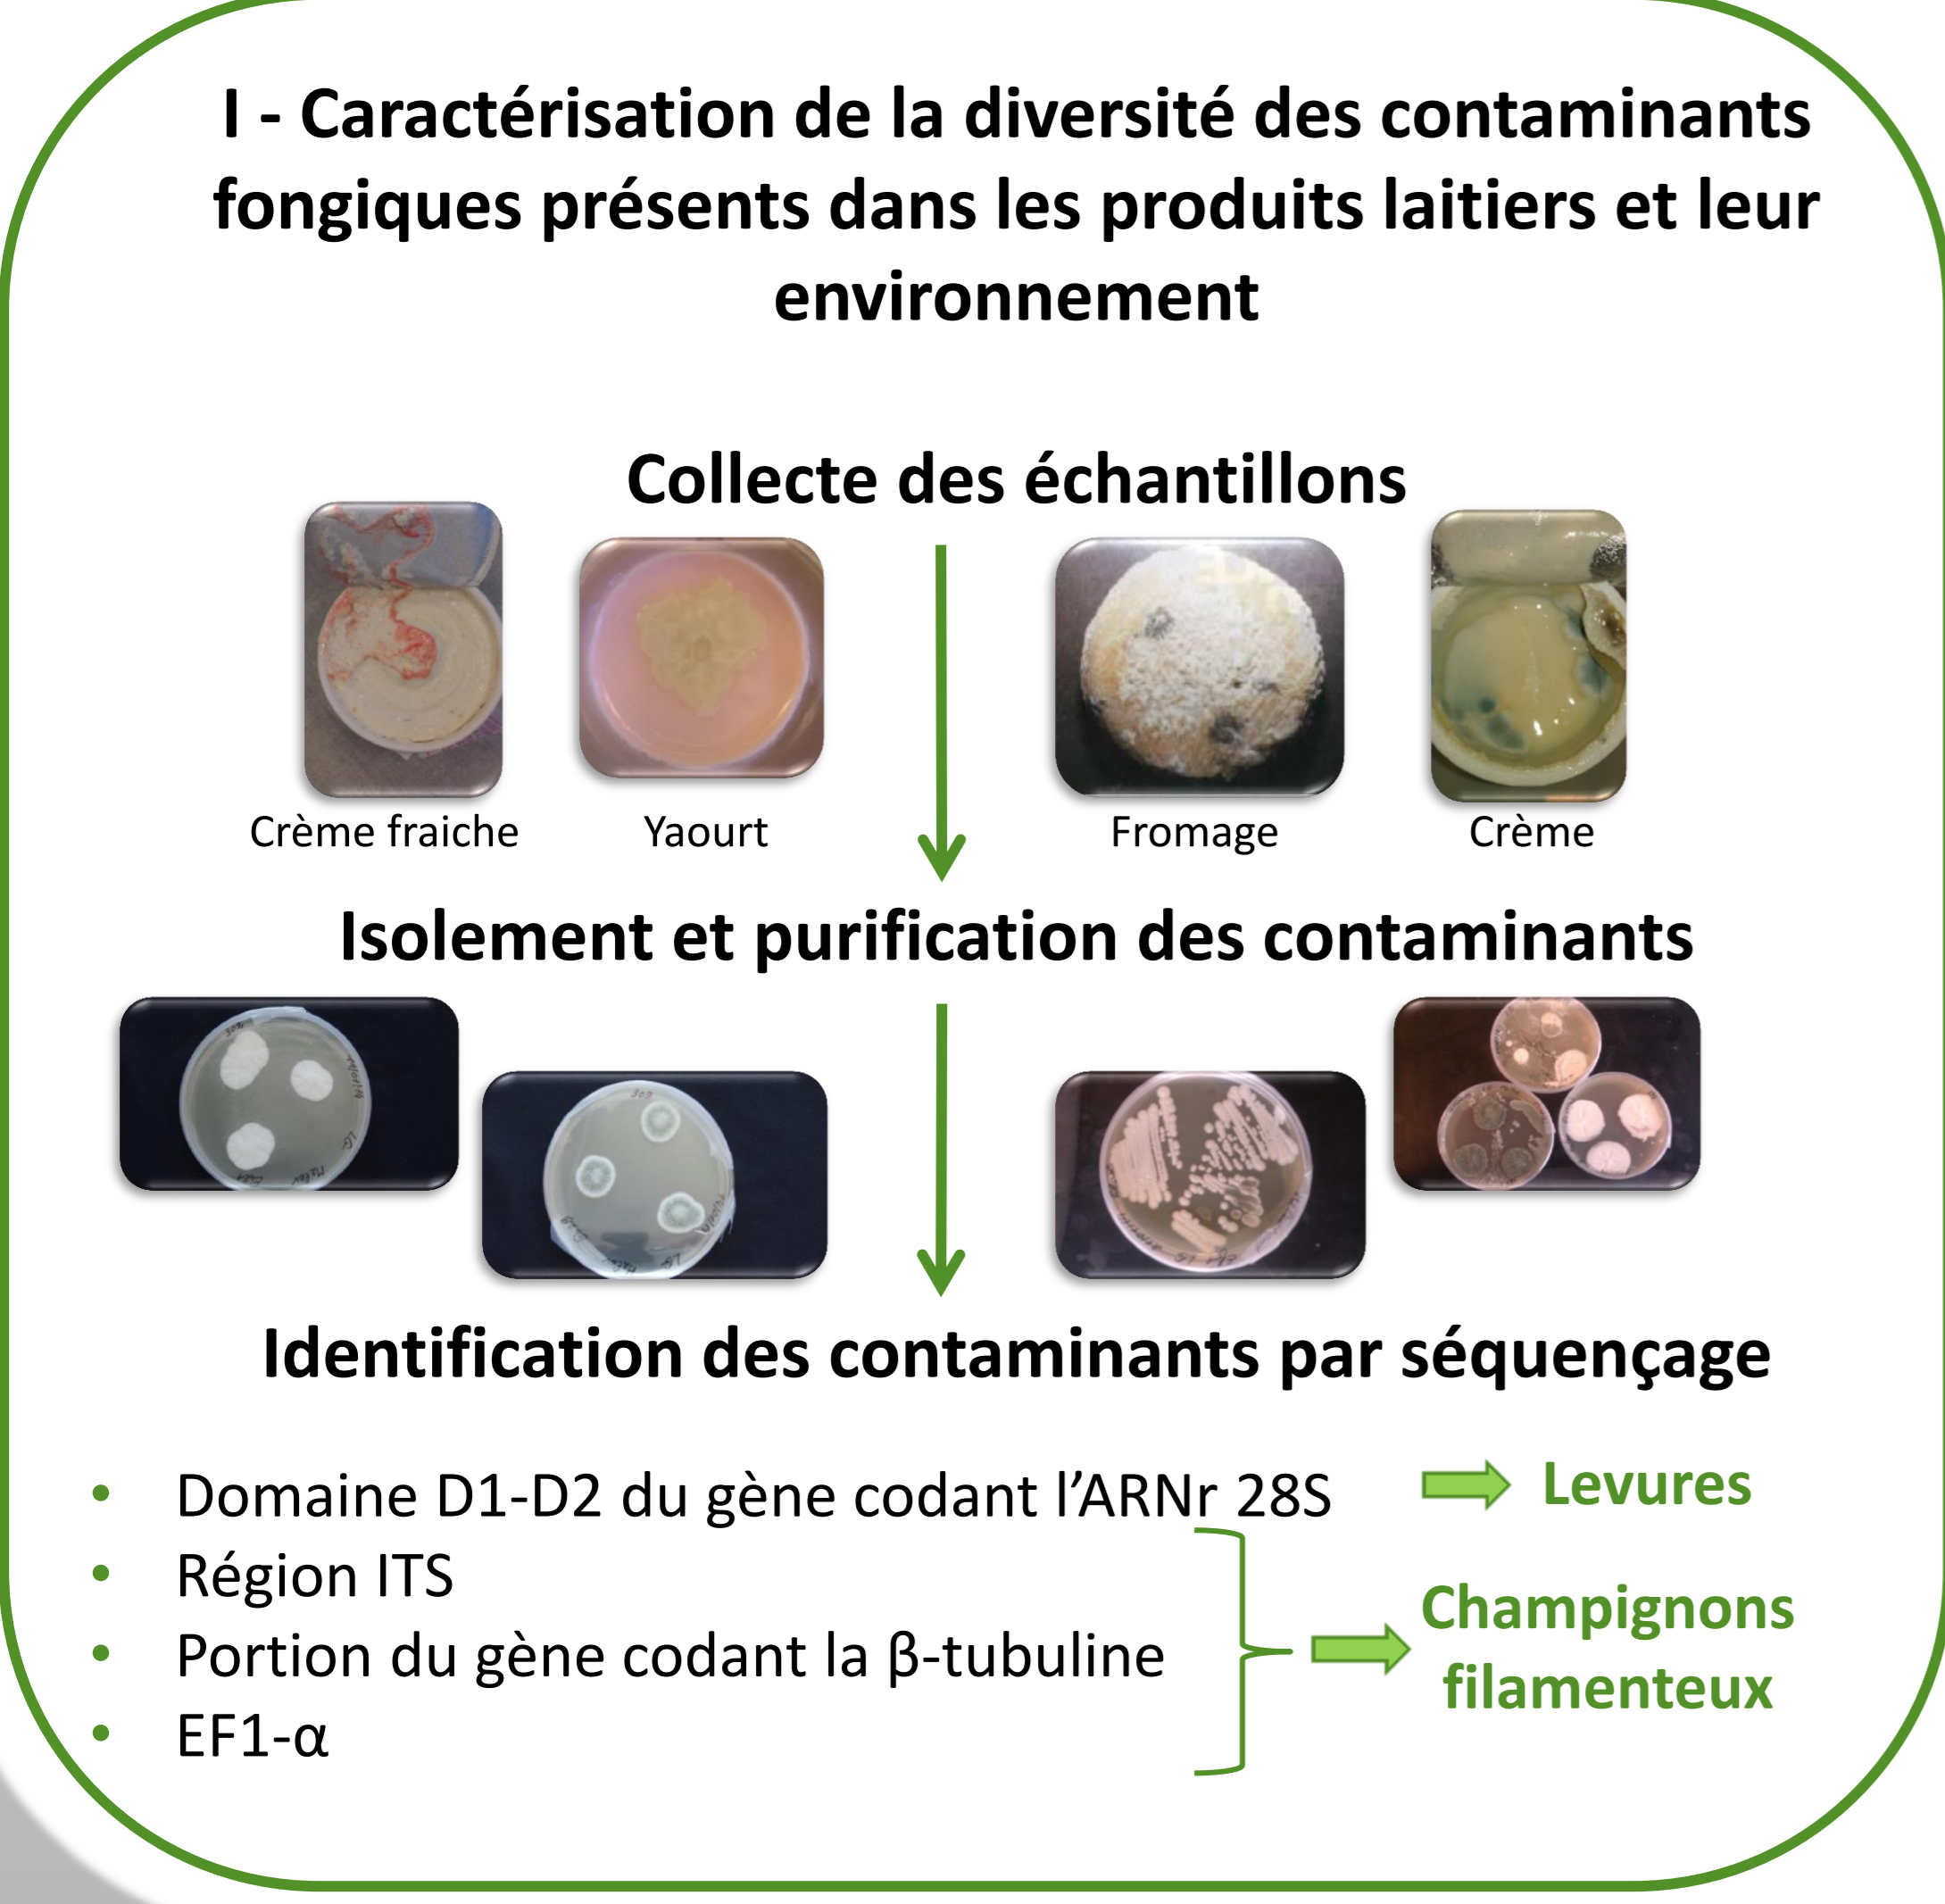 I - Caractérisation de la diversité des contaminants
fongiques présents dans les produits laitiers et leur
environnement
Collecte des échantillons
Crème fraiche
Yaourt
Fromage
Crème
Isolement et purification des contaminants
Identification des contaminants par séquençage
• Domaine D1-D2 du gène codant l’ARNr 28S
Levures
• Région ITS
• Portion du gène codant la β-tubuline
• EF1-α
Champignons
filamenteux